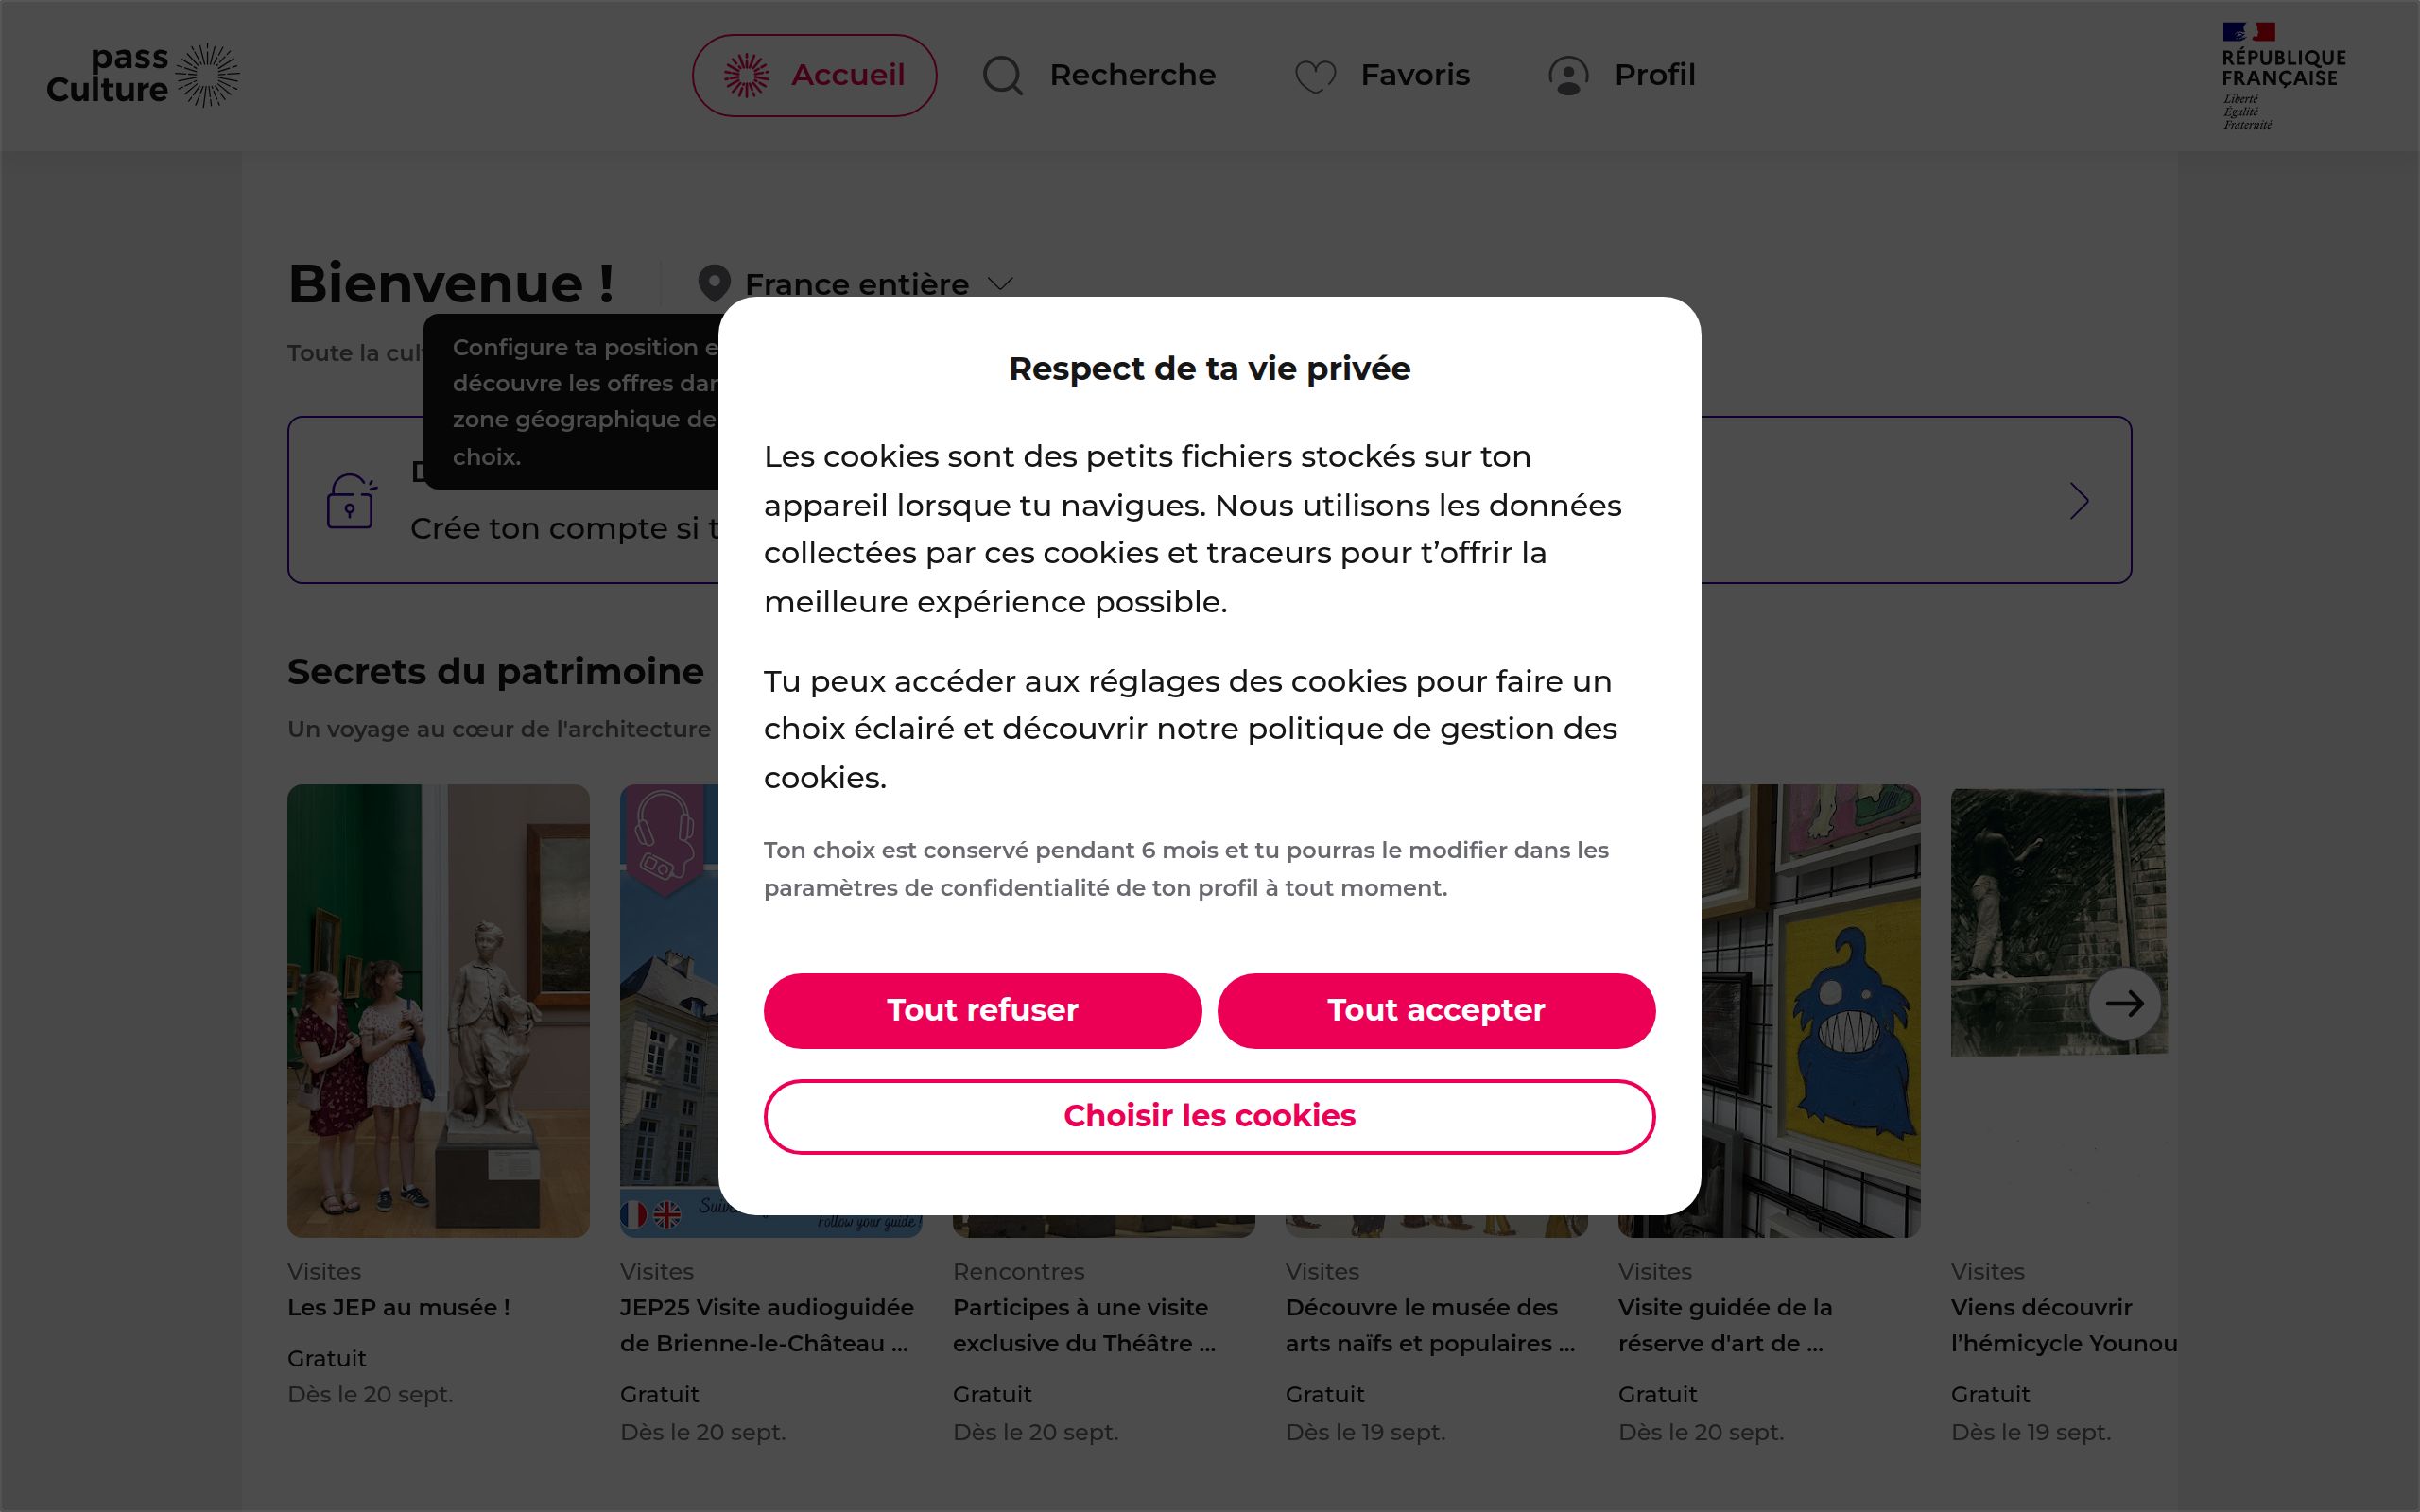 pass
Culture
Accueil
Recherche
Favoris
Profil
RÉPUBLIQUE
FRANÇAISE
Liberté
Égalité
Fraternité
Bienvenue !
France entière
Toute la
Configure ta position
découvre les offres
zone géographique de
choix.
Crée ton compte si
Respect de ta vie privée
Les cookies sont des petits fichiers stockés sur ton
appareil lorsque tu navigues. Nous utilisons les données
collectées par ces cookies et traceurs pour t’offrir la
meilleure expérience possible.
Tu peux accéder aux réglages des cookies pour faire un
choix éclairé et découvrir notre politique de gestion des
cookies.
Ton choix est conservé pendant 6 mois et tu pourras le modifier dans les
paramètres de confidentialité de ton profil à tout moment.
Tout refuser
Tout accepter
Choisir les cookies
Secrets du patrimoine
Un voyage au cœur de l'architecture
Follow your guide !
Visites
Les JEP au musée !
Gratuit
Dès le 20 sept.
Visites
JEP25 Visite audioguidée
de Brienne-le-Château ...
Gratuit
Dès le 20 sept.
Rencontres
Participes à une visite
exclusive du Théâtre ...
Gratuit
Dès le 20 sept.
Visites
Découvre le musée des
arts naïfs et populaires ...
Gratuit
Dès le 19 sept.
Visites
Visite guidée de la
réserve d'art de ...
Gratuit
Dès le 20 sept.
Visites
Viens découvrir
l’hémicycle Younou
Gratuit
Dès le 19 sept.